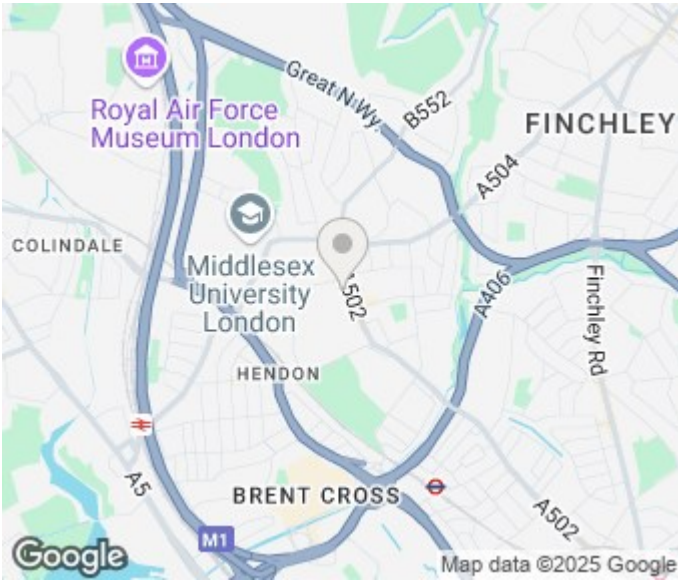 Royal Air Force
Museum London
Great N Wy.
B552
FINCHLEY
A504
COLINDALE
Middlesex
University
London
A502
A406
Finchley Rd
HENDON
A5
BRENT CROSS
A502
M1
Google
Map data ©2025 Google